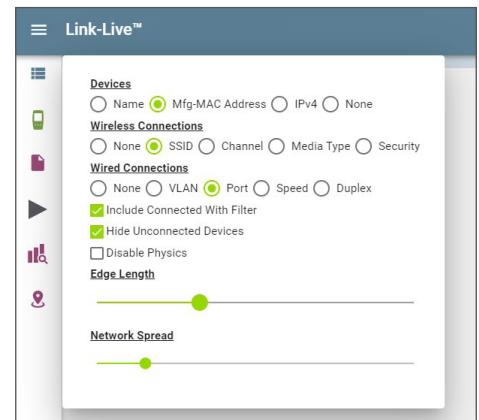 Link-Live™
Devices
Name Mfg-MAC Address IPv4 None
Wireless Connections
None SSID Channel Media Type Security
Wired Connections
None VLAN Port Speed Duplex
Include Connected With Filter
Hide Unconnected Devices
Disable Physics
Edge Length
Network Spread